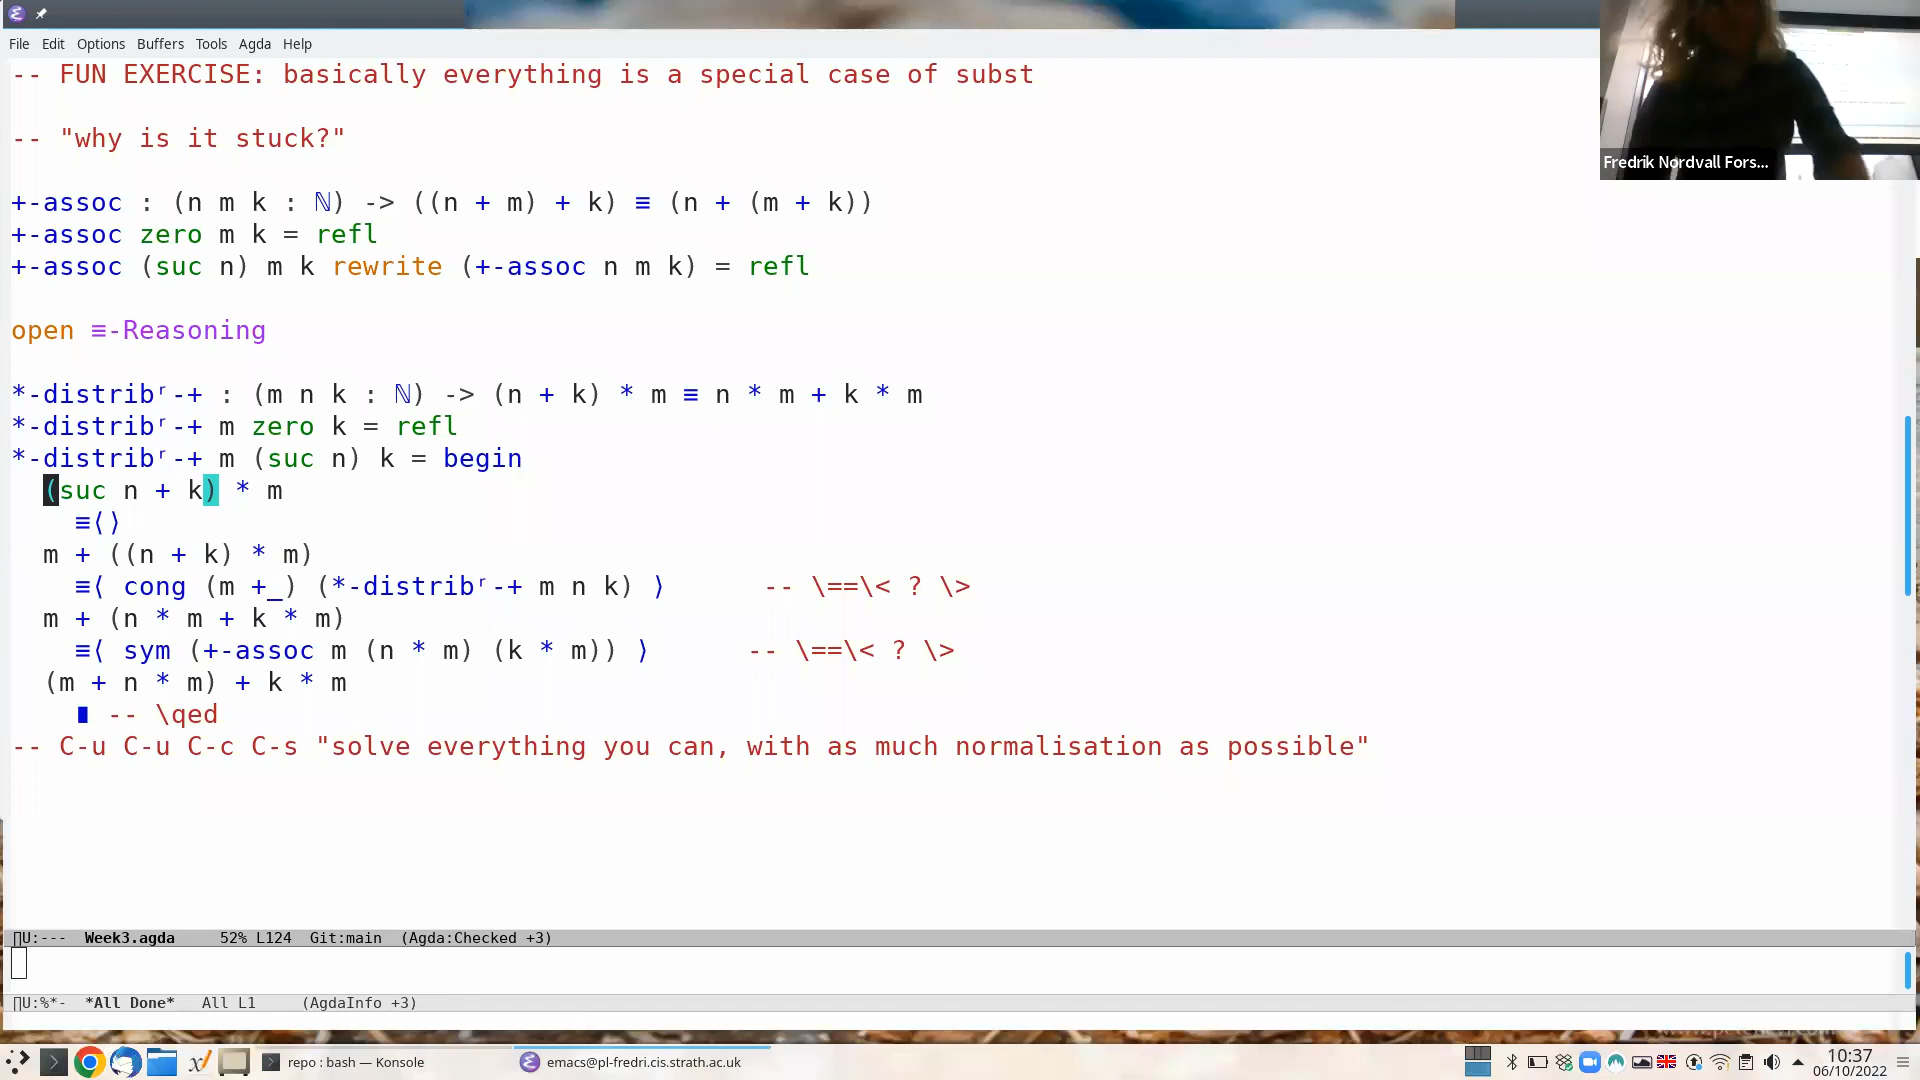 File Edit Options Buffers Tools Agda Help
-- FUN EXERCISE: basically everything is a special case of subst
-- "why is it stuck?"
Fredrik Nordvall Fors...
+-assoc : (n m k : ℕ) -> ((n + m) + k) ≡ (n + (m + k))
+-assoc zero m k = refl
+-assoc (suc n) m k rewrite (+-assoc n m k) = refl
open ≡-Reasoning
*-distribʳ-+ : (m n k : ℕ) -> (n + k) * m ≡ n * m + k * m
*-distribʳ-+ m zero k = refl
*-distribʳ-+ m (suc n) k = begin
(suc n + k) * m
≡⟨⟩
m + ((n + k) * m)
≡⟨ cong (m +_) (*-distribʳ-+ m n k) ⟩ -- \==\< ? \>
m + (n * m + k * m)
≡⟨ sym (+-assoc m (n * m) (k * m)) ⟩ -- \==\< ? \>
(m + n * m) + k * m
∎ -- \qed
-- C-u C-u C-c C-s "solve everything you can, with as much normalisation as possible"
U:--- Week3.agda 52% L124 Git:main (Agda:Checked +3)
U:%*- *All Done* All L1 (AgdaInfo +3)
repo : bash — Konsole
emacs@pl-fredri.cis.strath.ac.uk
10:37
06/10/2022